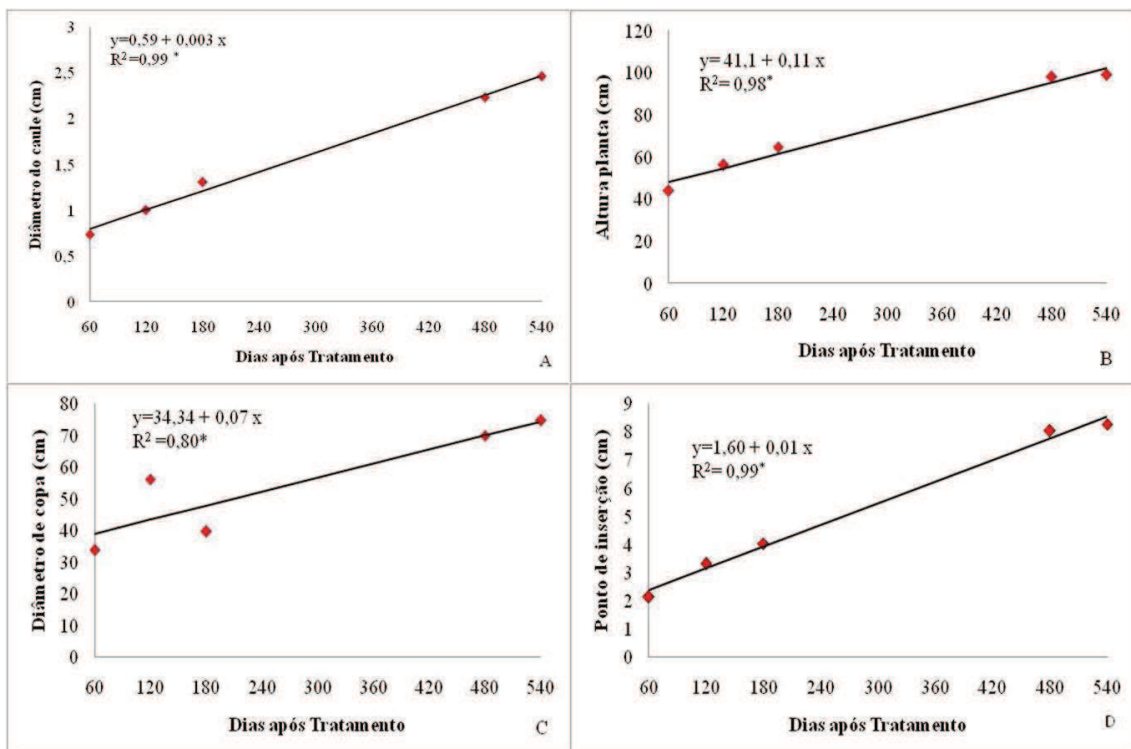 3
2,5
2
1,5
1
0,5
0
Diâmetro do caule (cm)
y=0,59 + 0,003 x
R²=0,99 *
60 120 180 240 300 360 420 480 540
Dias após Tratamento
A
120
100
80
60
40
20
0
Altura planta (cm)
y= 41,1 + 0,11 x
R²= 0,98*
60 120 180 240 300 360 420 480 540
Dias após Tratamento
B
80
70
60
50
40
30
20
10
0
Diâmetro de copa (cm)
y=34,34 + 0,07 x
R² =0,80*
60 120 180 240 300 360 420 480 540
Dias após Tratamento
C
9
8
7
6
5
4
3
2
1
0
Ponto de inserção (cm)
y=1,60 + 0,01 x
R²= 0,99*
60 120 180 240 300 360 420 480 540
Dias após Tratamento
D